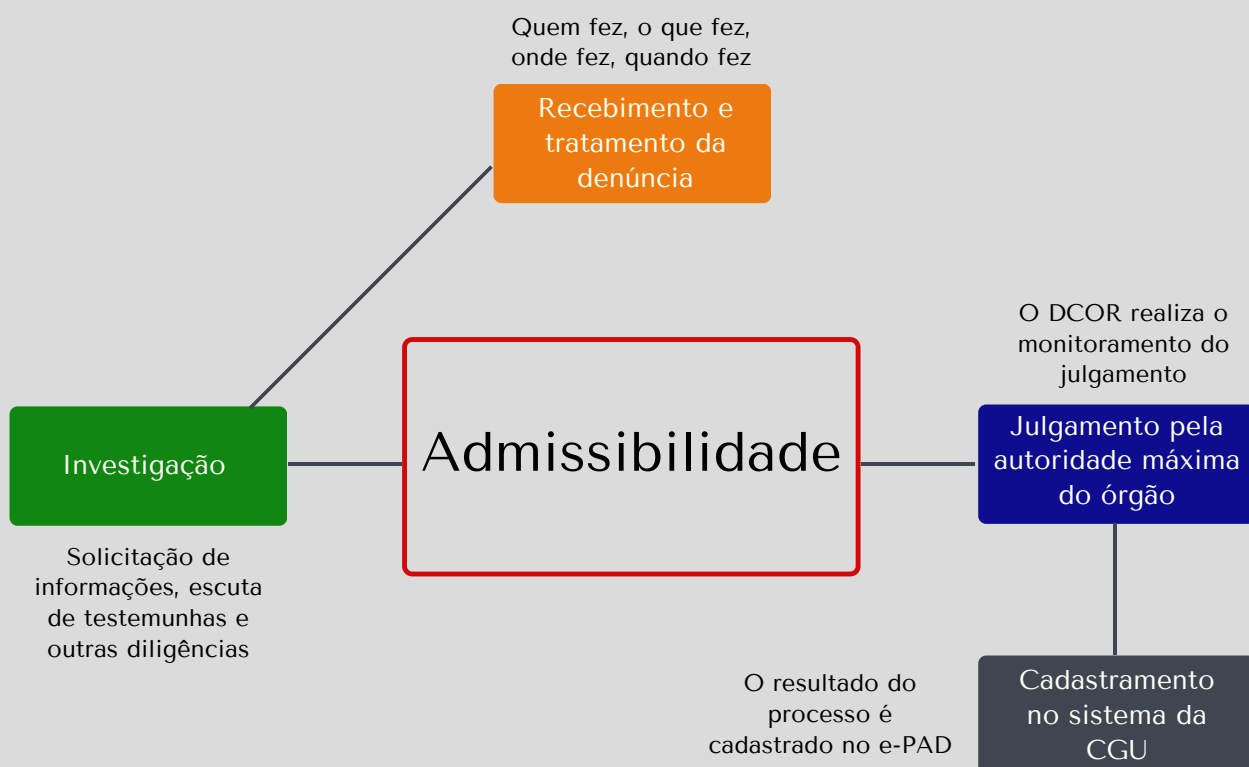 Quem fez, o que fez,
onde fez, quando fez
Recebimento e
tratamento da
denúncia
O DCOR realiza o
monitoramento do
julgamento
Admissibilidade
Investigação
Julgamento pela
autoridade máxima
do órgão
Solicitação de
informações, escuta
de testemunhas e
outras diligências
O resultado do
processo é
cadastrado no e-PAD
Cadastramento
no sistema da
CGU